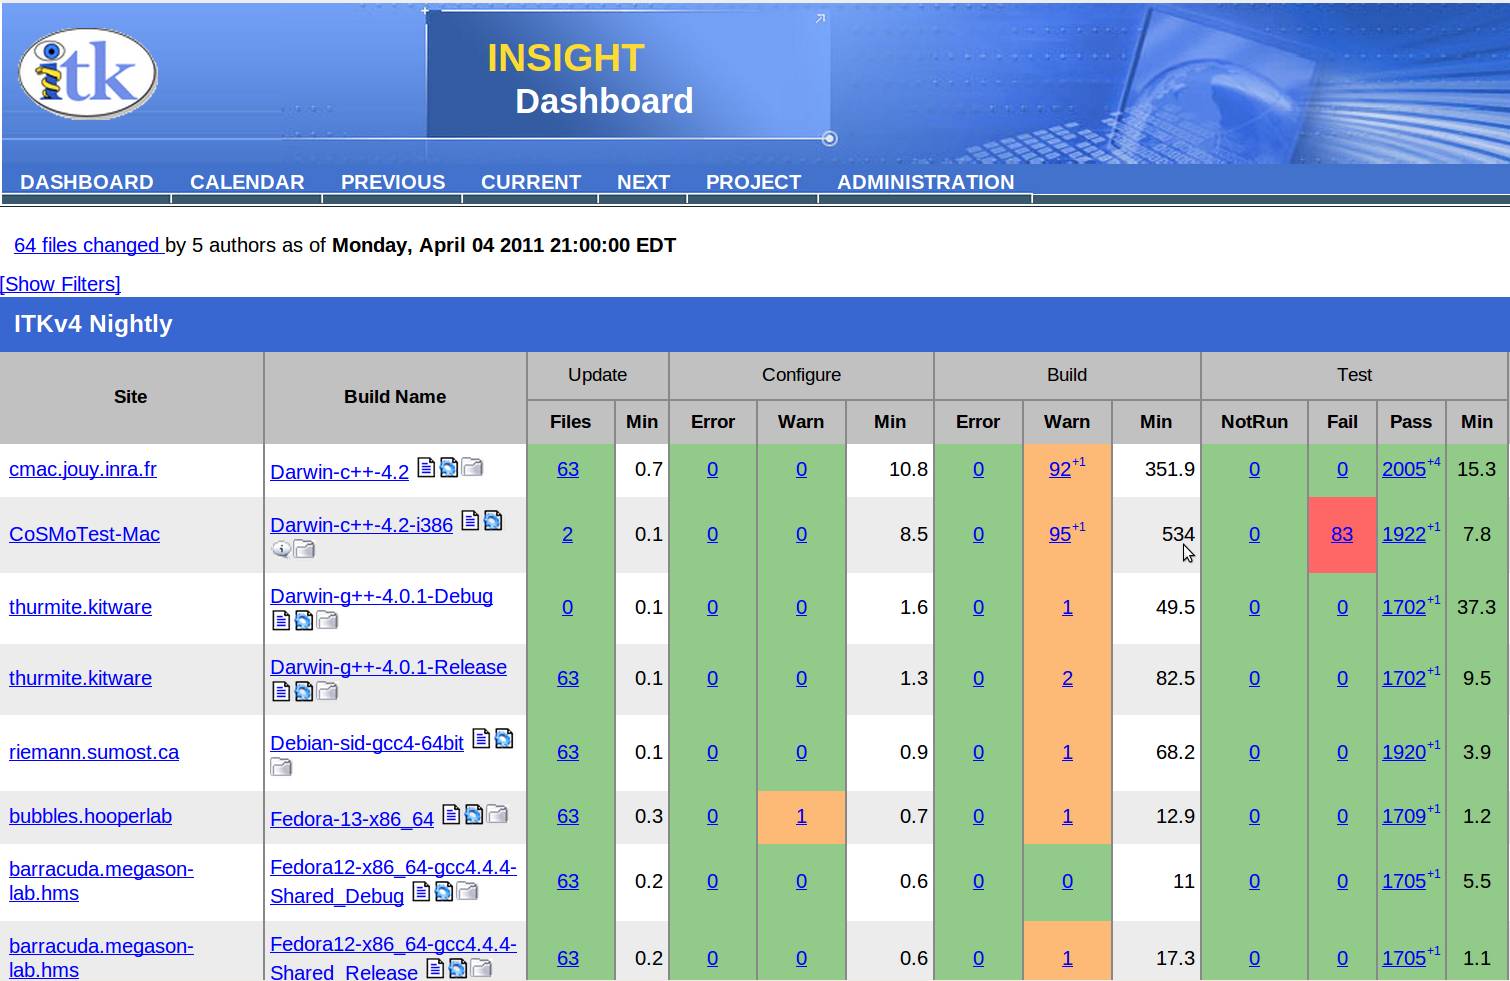 itk
INSIGHT
Dashboard
DASHBOARD CALENDAR PREVIOUS CURRENT NEXT PROJECT ADMINISTRATION
64 files changed by 5 authors as of Monday, April 04 2011 21:00:00 EDT
[Show Filters]
ITKv4 Nightly
Site Build Name Update Configure Build Test
Files Min Error Warn Min Error Warn Min NotRun Fail Pass Min
cmac.jouy.inra.fr Darwin-c++-4.2 63 0.7 0 0 10.8 0 92+1 351.9 0 0 2005+4 15.3
CoSMoTest-Mac Darwin-c++-4.2-i386 2 0.1 0 0 8.5 0 95+1 534 0 83 1922+1 7.8
thurmite.kitware Darwin-g++-4.0.1-Debug 0 0.1 0 0 1.6 0 1 49.5 0 0 1702+1 37.3
thurmite.kitware Darwin-g++-4.0.1-Release 63 0.1 0 0 1.3 0 2 82.5 0 0 1702+1 9.5
riemann.sumost.ca Debian-sid-gcc4-64bit 63 0.1 0 0 0.9 0 1 68.2 0 0 1920+1 3.9
bubbles.hooperlab Fedora-13-x86_64 63 0.3 0 1 0.7 0 1 12.9 0 0 1709+1 1.2
barracuda.megason-
lab.hms Fedora12-x86_64-gcc4.4.4-
Shared_Debug 63 0.2 0 0 0.6 0 0 11 0 0 1705+1 5.5
barracuda.megason-
lab.hms Fedora12-x86_64-gcc4.4.4-
Shared_Release 63 0.2 0 0 0.6 0 1 17.3 0 0 1705+1 1.1